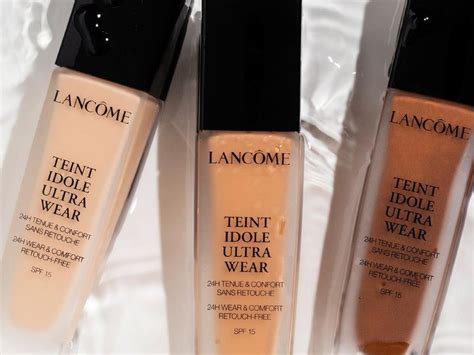 LANCÔME
TEINT
IDOLE
ULTRA
WEAR
24H TENUE & CONFORT
SANS RETOUCHE
24H WEAR & COMFORT
RETOUCH-FREE
SPF 15
LANCÔME
TEINT
IDOLE
ULTRA
WEAR
24H TENUE & CONFORT
SANS RETOUCHE
24H WEAR & COMFORT
RETOUCH-FREE
SPF 15
LANCÔME
TEINT
IDOLE
ULTRA
WEAR
24H TENUE & CONFORT
SANS RETOUCHE
24H WEAR & COMFORT
RETOUCH-FREE
SPF 15